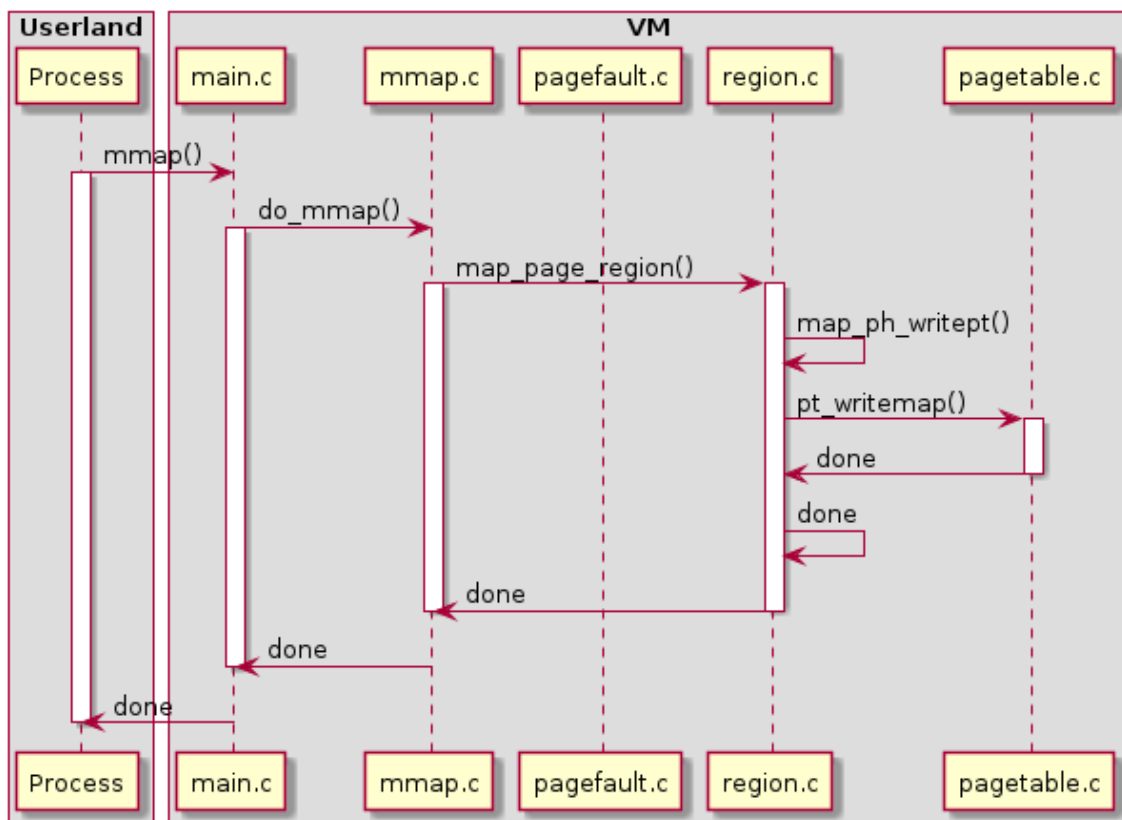 Userland
VM
Process
main.c
mmap.c
pagefault.c
region.c
pagetable.c
mmap()
do_mmap()
map_page_region()
map_ph_writept()
pt_writemap()
done
done
done
done
done
Process
main.c
mmap.c
pagefault.c
region.c
pagetable.c